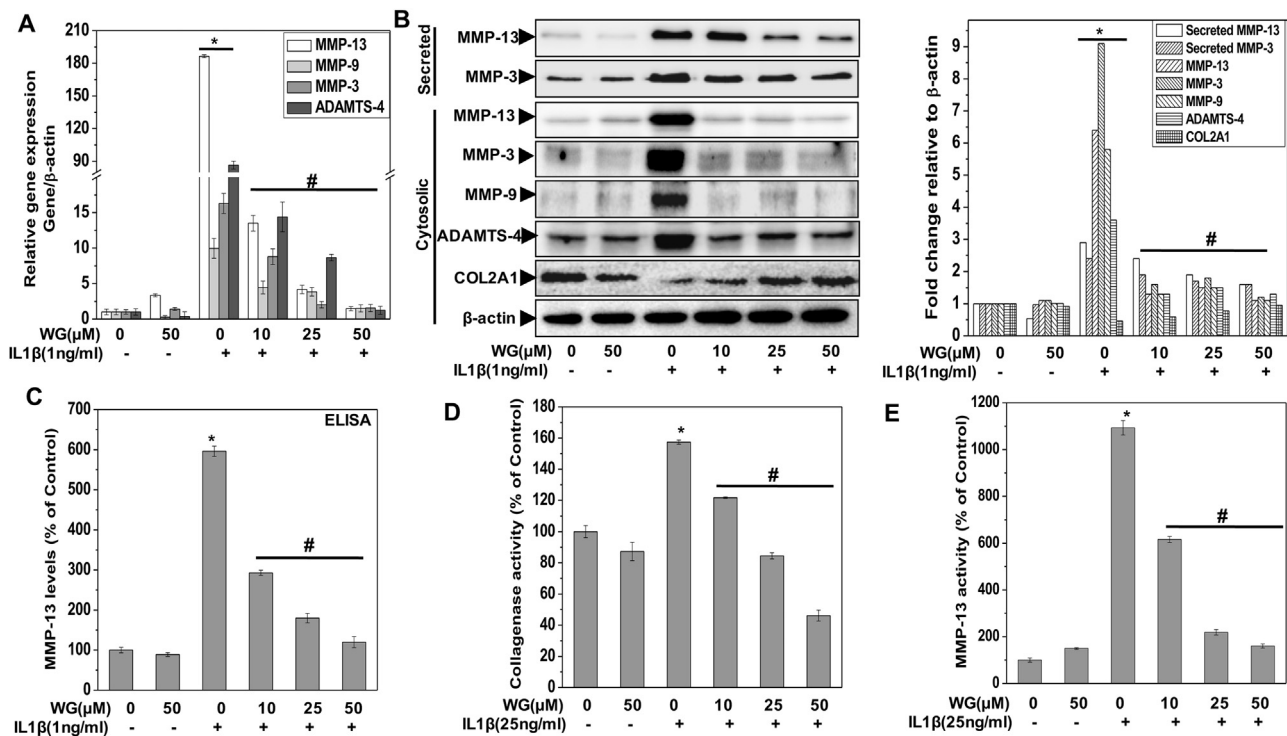 A
Relative gene expression
Gene/β-actin
210
180
150
120
90
15
10
5
0
*
#
MMP-13
MMP-9
MMP-3
ADAMTS-4
WG(µM) 0 50 0 10 25 50
IL1β(1ng/ml) - - + + + +
B
Secreted
MMP-13
MMP-3
Cytosolic
MMP-13
MMP-3
MMP-9
ADAMTS-4
COL2A1
β-actin
WG(µM) 0 50 0 10 25 50
IL1β(1ng/ml) - - + + + +
Fold change relative to β-actin
9
8
7
6
5
4
3
2
1
0
*
#
Secreted MMP-13
Secreted MMP-3
MMP-13
MMP-3
MMP-9
ADAMTS-4
COL2A1
WG(µM) 0 50 0 10 25 50
IL1β(1ng/ml) - - + + + +
C
ELISA
MMP-13 levels (% of Control)
700
600
500
400
300
200
100
0
*
#
WG(µM) 0 50 0 10 25 50
IL1β(1ng/ml) - - + + + +
D
Collagenase activity (% of Control)
180
160
140
120
100
80
60
40
20
0
*
#
WG(µM) 0 50 0 10 25 50
IL1β(25ng/ml) - - + + + +
E
MMP-13 activity (% of Control)
1200
1000
800
600
400
200
0
*
#
WG(µM) 0 50 0 10 25 50
IL1β(25ng/ml) - - + + + +